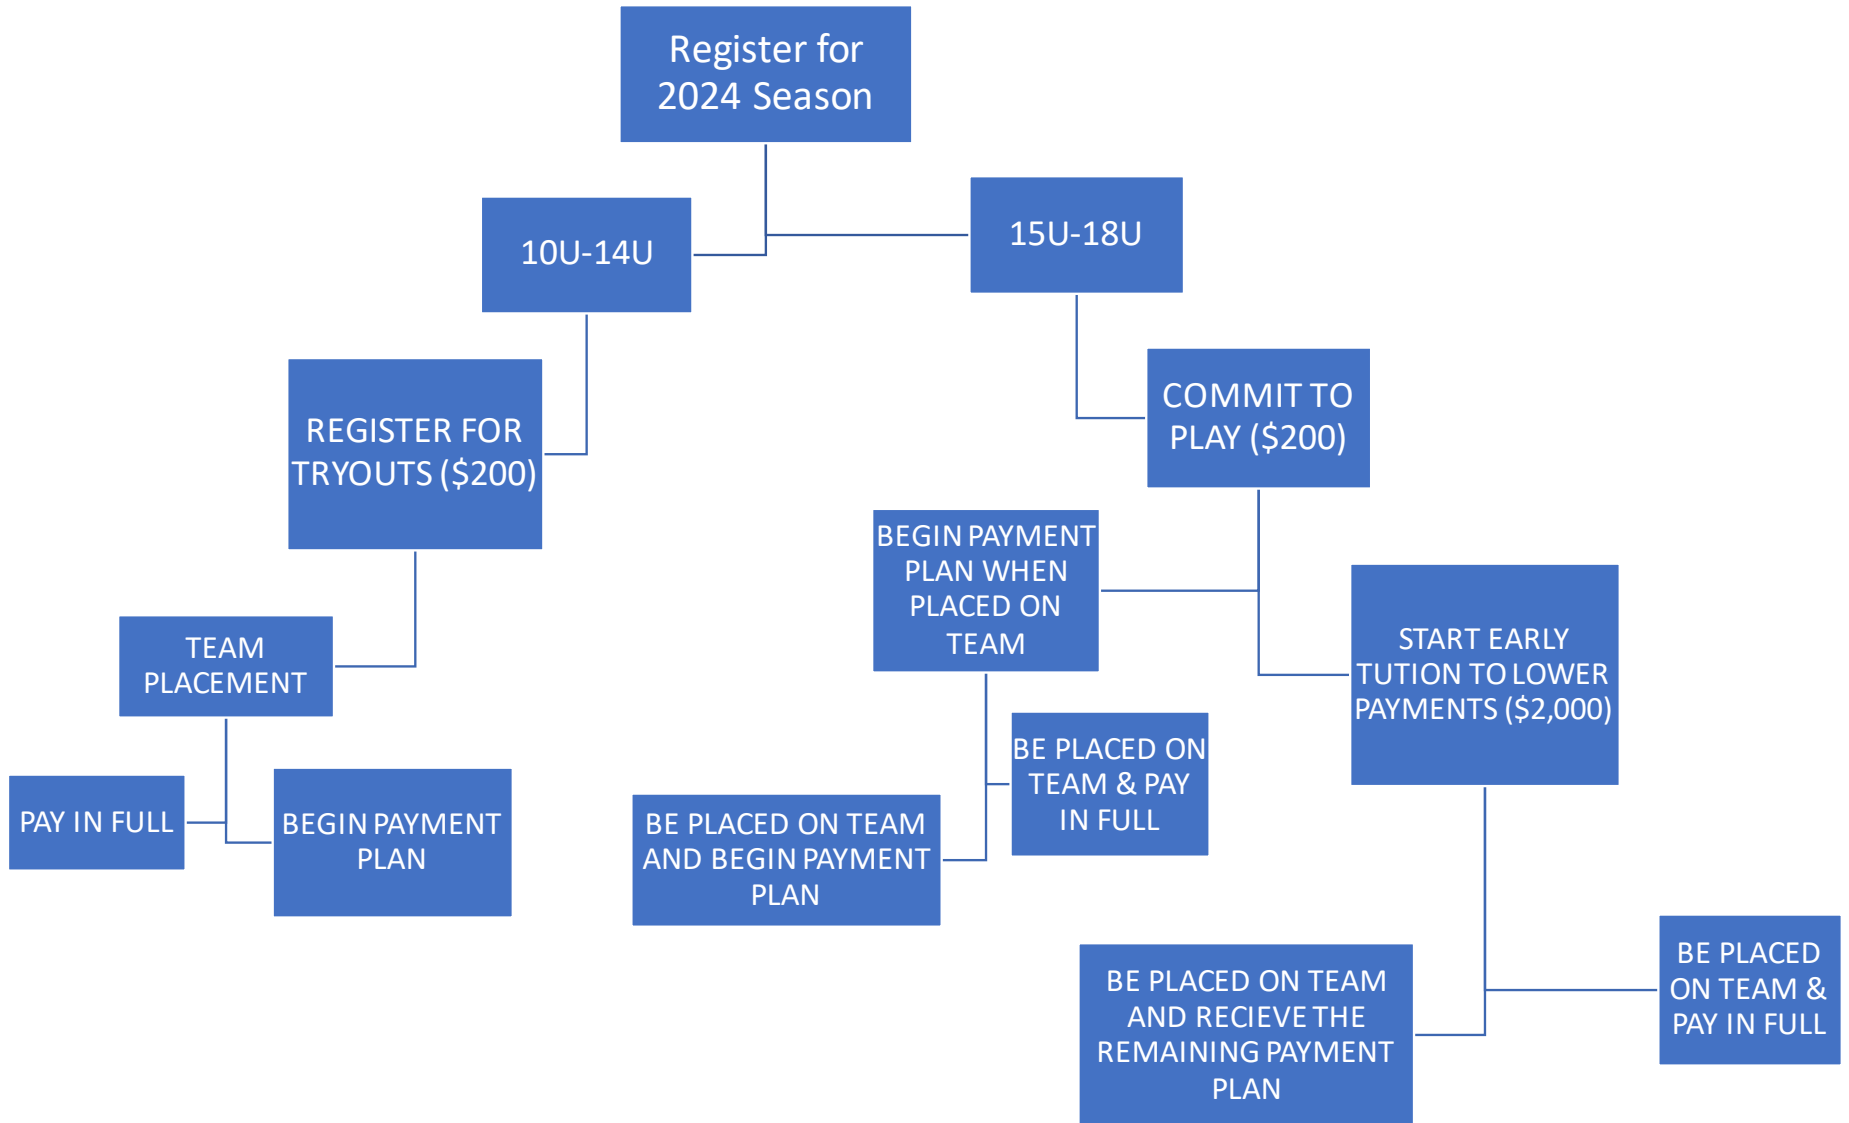 Register for
2024 Season
10U-14U
15U-18U
REGISTER FOR
TRYOUTS ($200)
COMMIT TO
PLAY ($200)
TEAM
PLACEMENT
BEGIN PAYMENT
PLAN WHEN
PLACED ON
TEAM
START EARLY
TUTION TO LOWER
PAYMENTS ($2,000)
PAY IN FULL
BEGIN PAYMENT
PLAN
BE PLACED ON TEAM
AND BEGIN PAYMENT
PLAN
BE PLACED ON
TEAM & PAY
IN FULL
BE PLACED ON TEAM
AND RECIEVE THE
REMAINING PAYMENT
PLAN
BE PLACED
ON TEAM &
PAY IN FULL